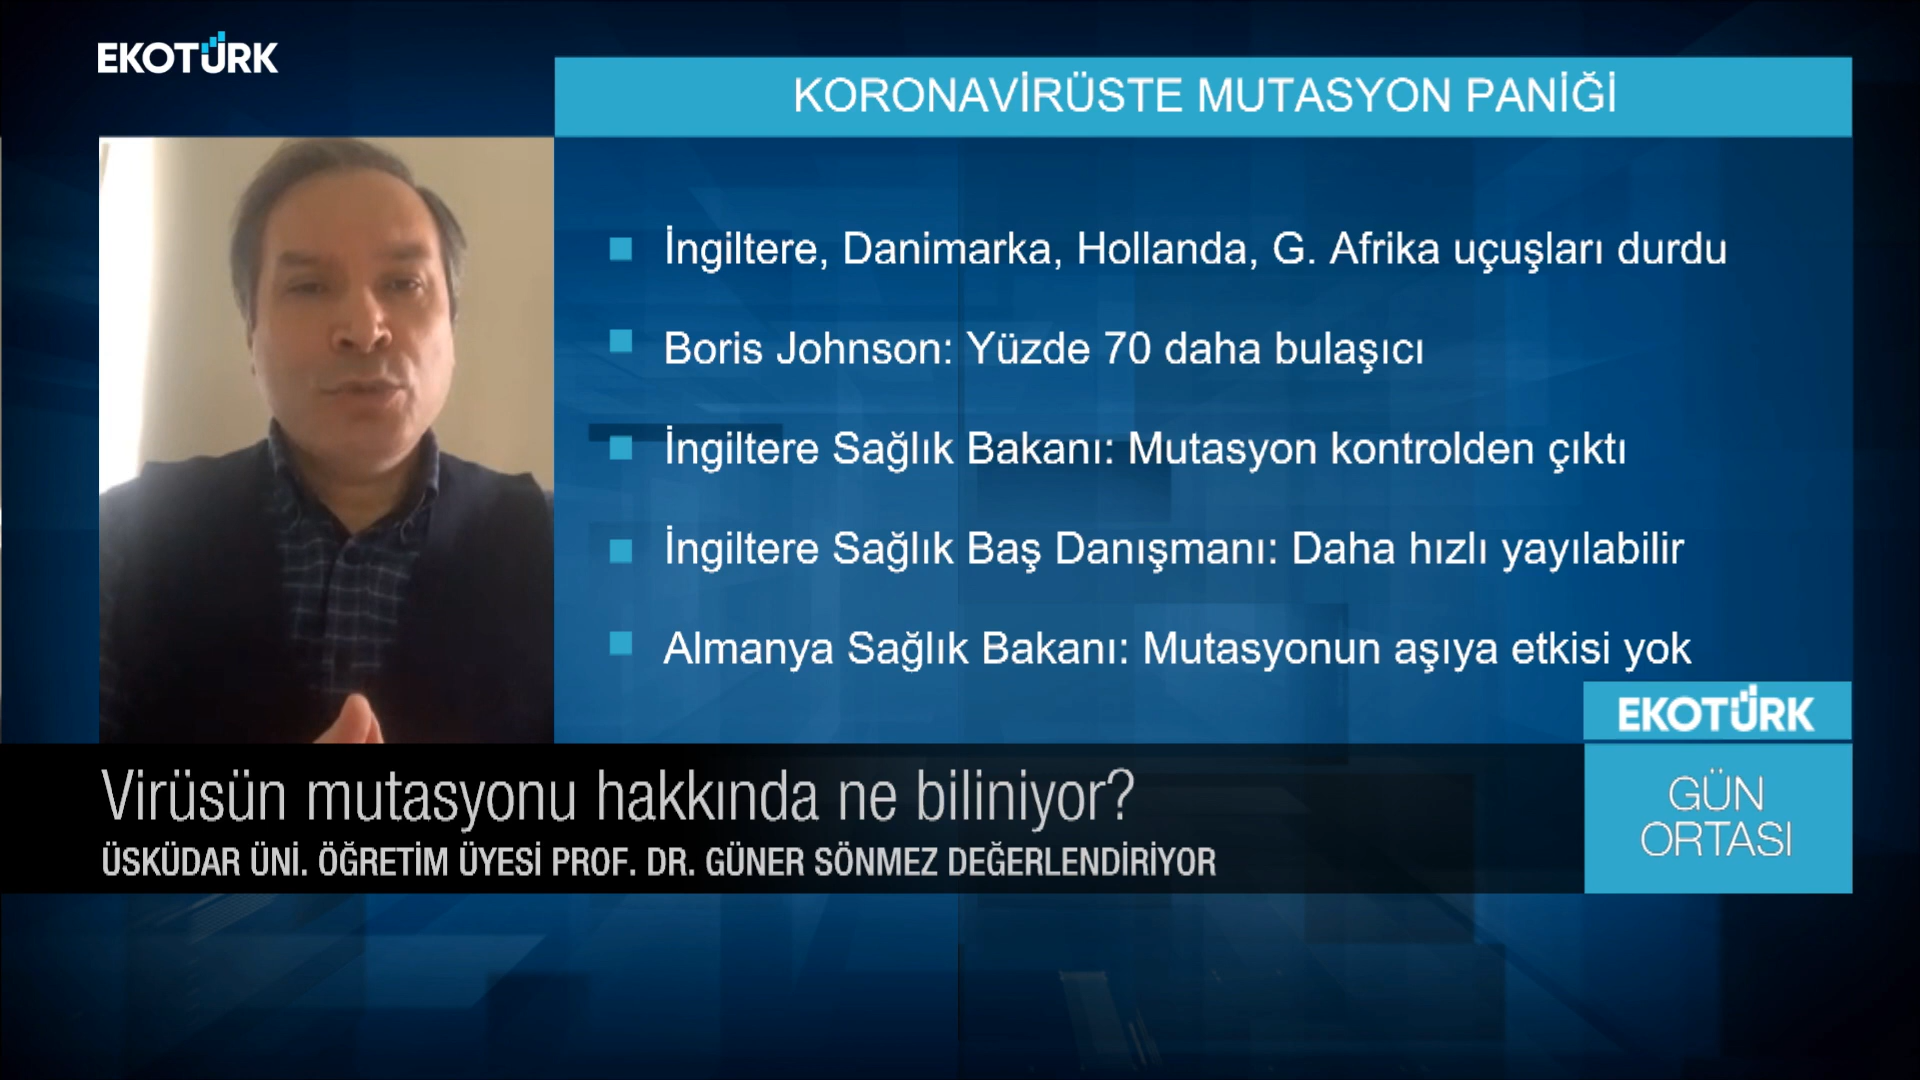 EKOTÜRK
KORONAVİRÜSTE MUTASYON PANİĞİ
İngiltere, Danimarka, Hollanda, G. Afrika uçuşları durdu
Boris Johnson: Yüzde 70 daha bulaşıcı
İngiltere Sağlık Bakanı: Mutasyon kontrolden çıktı
İngiltere Sağlık Baş Danışmanı: Daha hızlı yayılabilir
Almanya Sağlık Bakanı: Mutasyonun aşıya etkisi yok
EKOTÜRK
GÜN
ORTASI
Virüsün mutasyonu hakkında ne biliniyor?
ÜSKÜDAR ÜNİ. ÖĞRETİM ÜYESİ PROF. DR. GÜNER SÖNMEZ DEĞERLENDİRİYOR